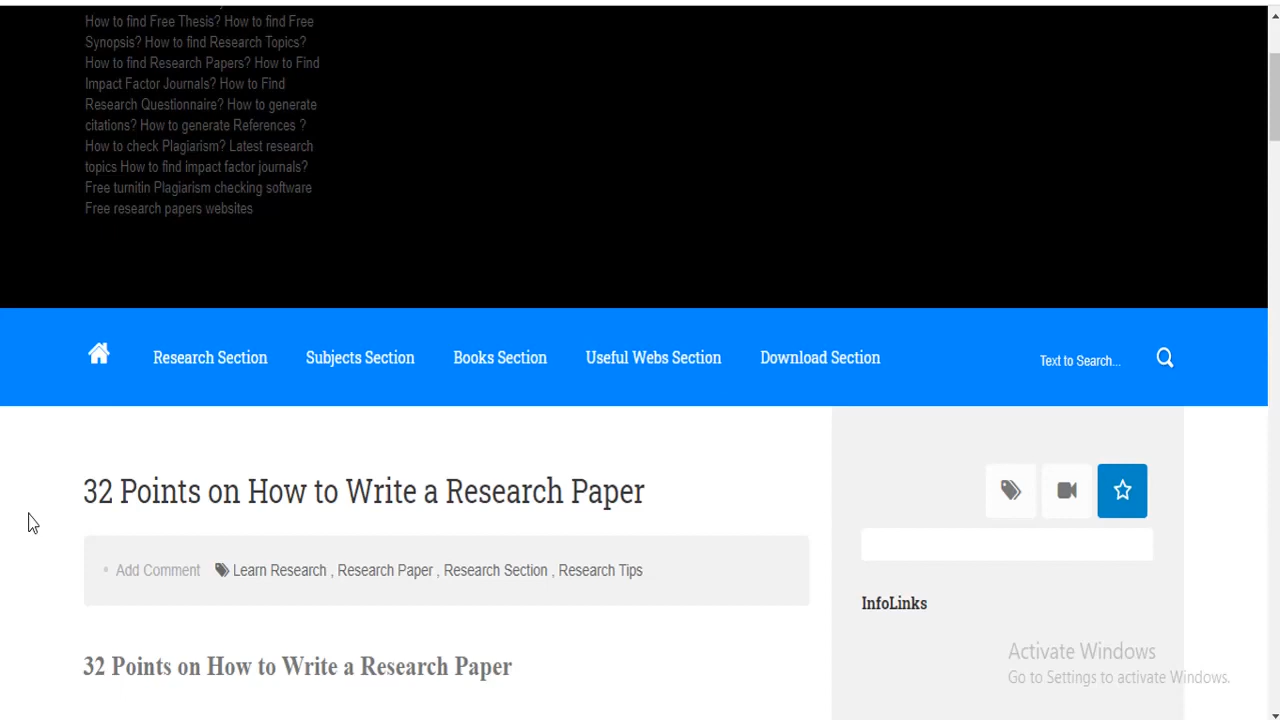 How to find Free Thesis? How to find Free
Synopsis? How to find Research Topics?
How to find Research Papers? How to Find
Impact Factor Journals? How to Find
Research Questionnaire? How to generate
citations? How to generate References ?
How to check Plagiarism? Latest research
topics How to find impact factor journals?
Free turnitin Plagiarism checking software
Free research papers websites
Research Section Subjects Section Books Section Useful Webs Section Download Section Text to Search...
32 Points on How to Write a Research Paper
Add Comment Learn Research , Research Paper , Research Section , Research Tips
InfoLinks
32 Points on How to Write a Research Paper
Activate Windows
Go to Settings to activate Windows.